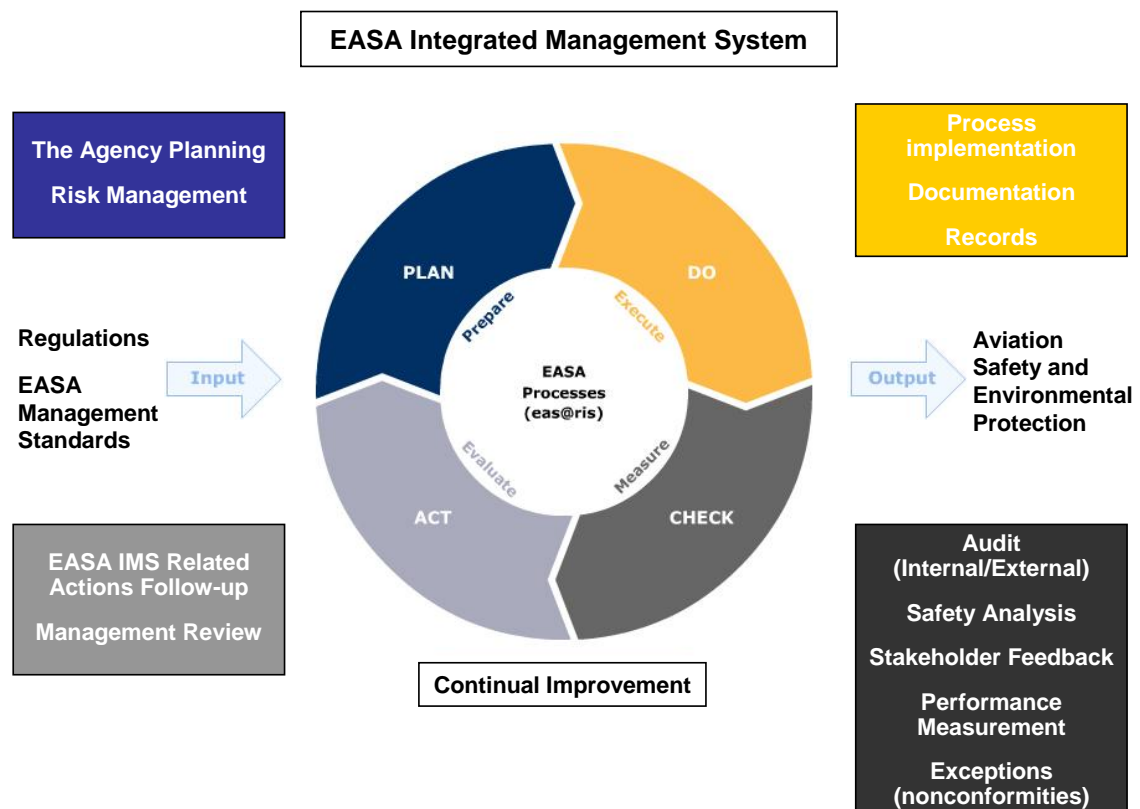 EASA Integrated Management System
The Agency Planning
Risk Management
Process
implementation
Documentation
Records
PLAN
DO
Prepare
Execute
Regulations
EASA
Management
Standards
Input
EASA
Processes
(eas@ris)
Output
Aviation
Safety and
Environmental
Protection
Evaluate
Measure
ACT
CHECK
EASA IMS Related
Actions Follow-up
Management Review
Continual Improvement
Audit
(Internal/External)
Safety Analysis
Stakeholder Feedback
Performance
Measurement
Exceptions
(nonconformities)